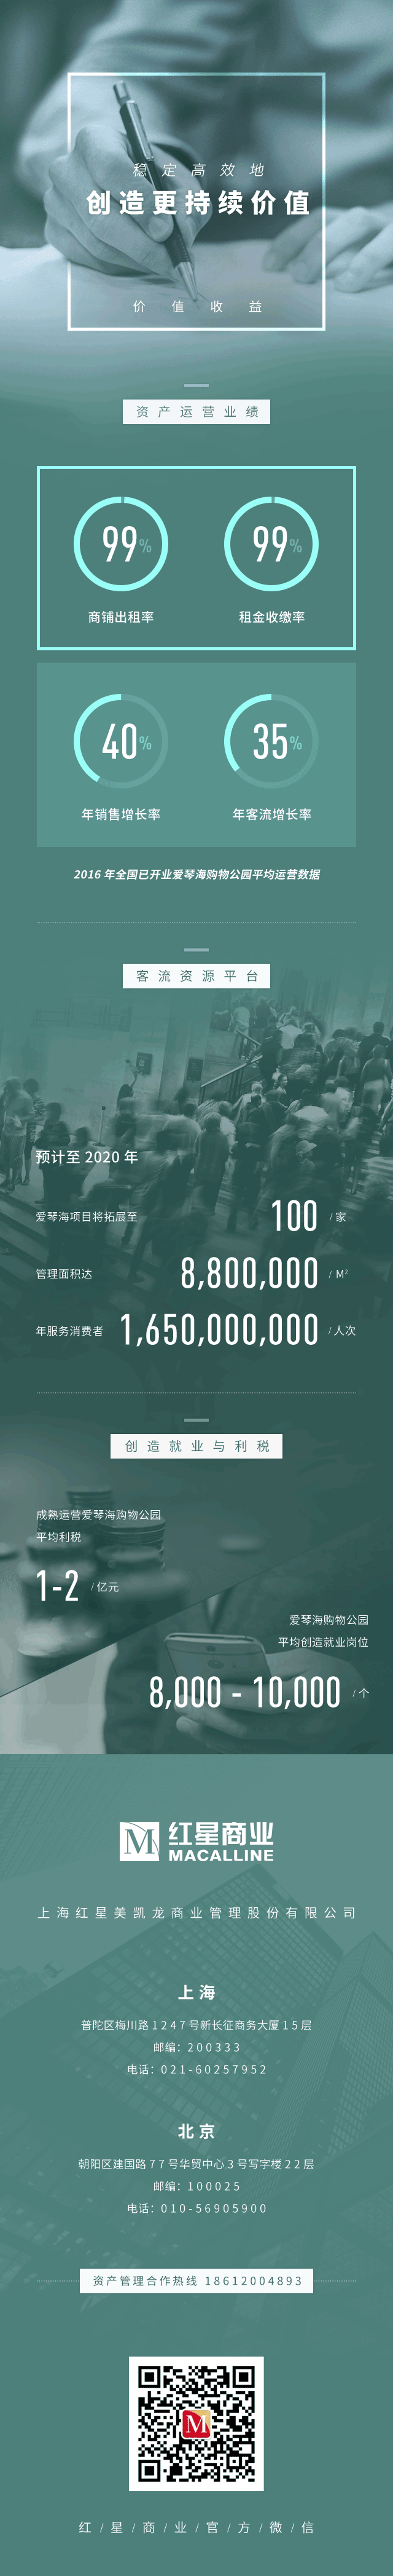 稳定高效地
创造更持续价值
价值收益
资产运营业绩
99%
99%
商铺出租率
租金收缴率
40%
35%
年销售增长率
年客流增长率
2016 年全国已开业爱琴海购物公园平均运营数据
客流资源平台
预计至 2020 年
爱琴海项目将拓展至 100 / 家
管理面积达 8,800,000 / M²
年服务消费者 1,650,000,000 / 人次
创造就业与利税
成熟运营爱琴海购物公园
平均利税
1-2 / 亿元
爱琴海购物公园
平均创造就业岗位
8,000 - 10,000 / 个
M 红星商业
MACALLINE
上海红星美凯龙商业管理股份有限公司
上海
普陀区梅川路1247号新长征商务大厦15层
邮编：200333
电话：021-60257952
北京
朝阳区建国路77号华贸中心3号写字楼22层
邮编：100025
电话：010-56905900
资产管理合作热线 18612004893
M
红 / 星 / 商 / 业 / 官 / 方 / 微 / 信